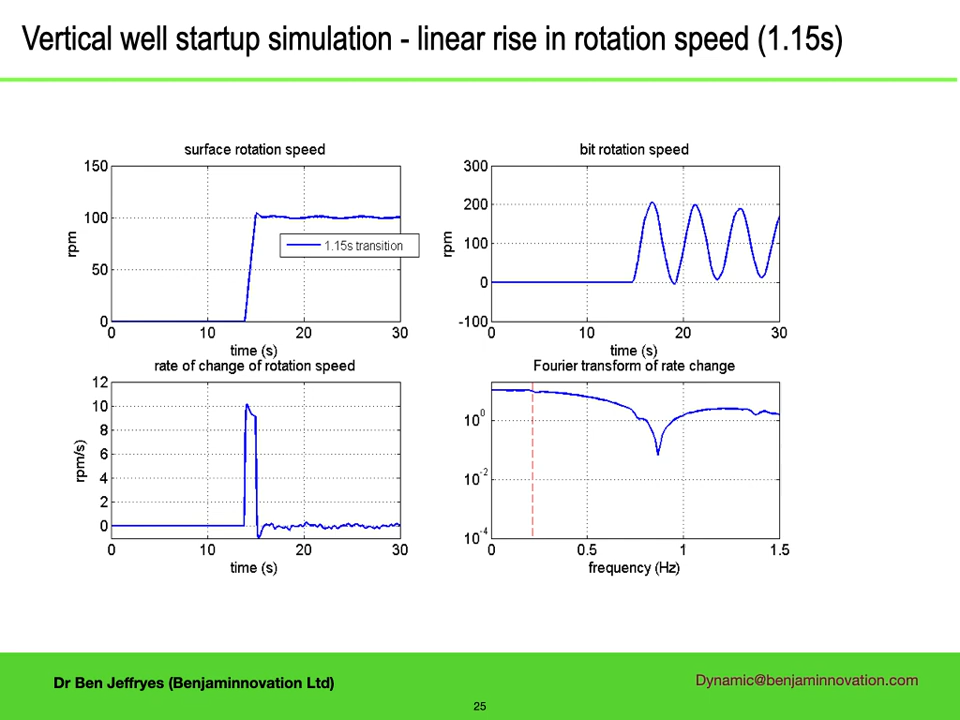 Vertical well startup simulation - linear rise in rotation speed (1.15s)
surface rotation speed
150
100
50
0
rpm
1.15s transition
0
10
20
30
time (s)
bit rotation speed
300
200
100
0
-100
rpm
0
10
20
30
time (s)
rate of change of rotation speed
12
10
8
6
4
2
0
rpm/s)
0
10
20
30
time (s)
Fourier transform of rate change
10^0
10^-2
10^-4
0
0.5
1
1.5
frequency (Hz)
Dr Ben Jeffryes (Benjaminnovation Ltd)
Dynamic@benjaminnovation.com
25